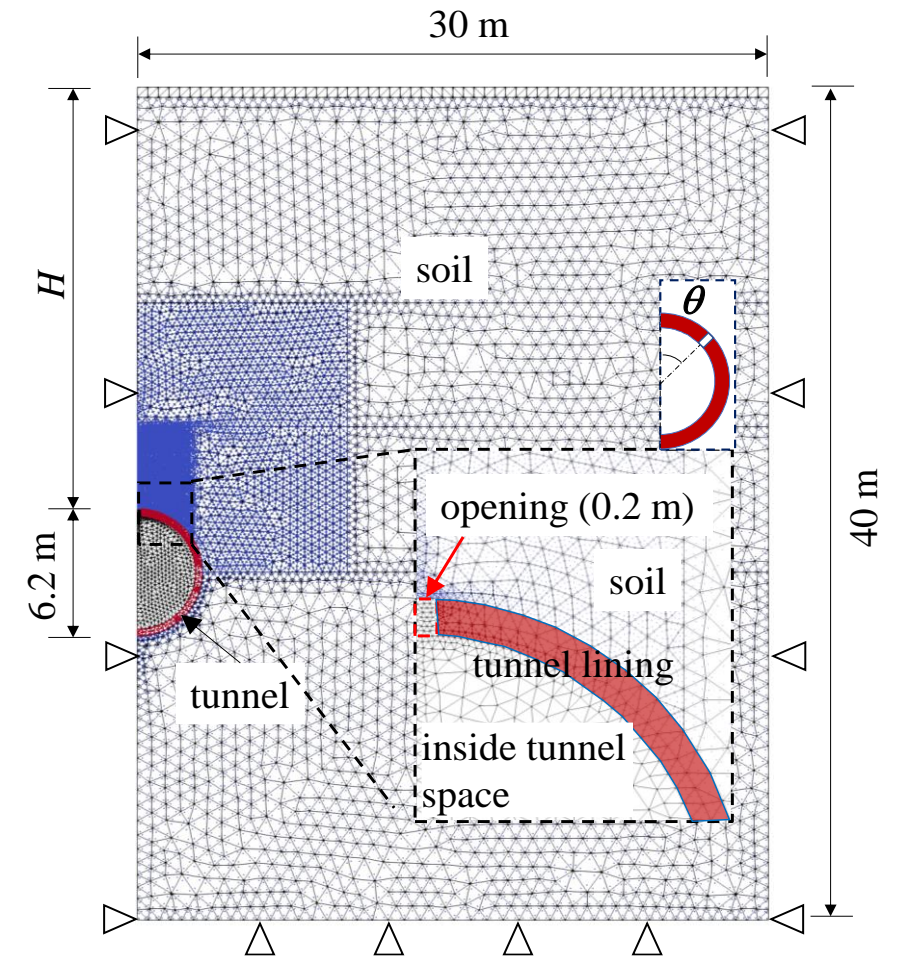 30 m
soil
H
θ
opening (0.2 m)
40 m
6.2 m
soil
tunnel lining
tunnel
inside tunnel
space